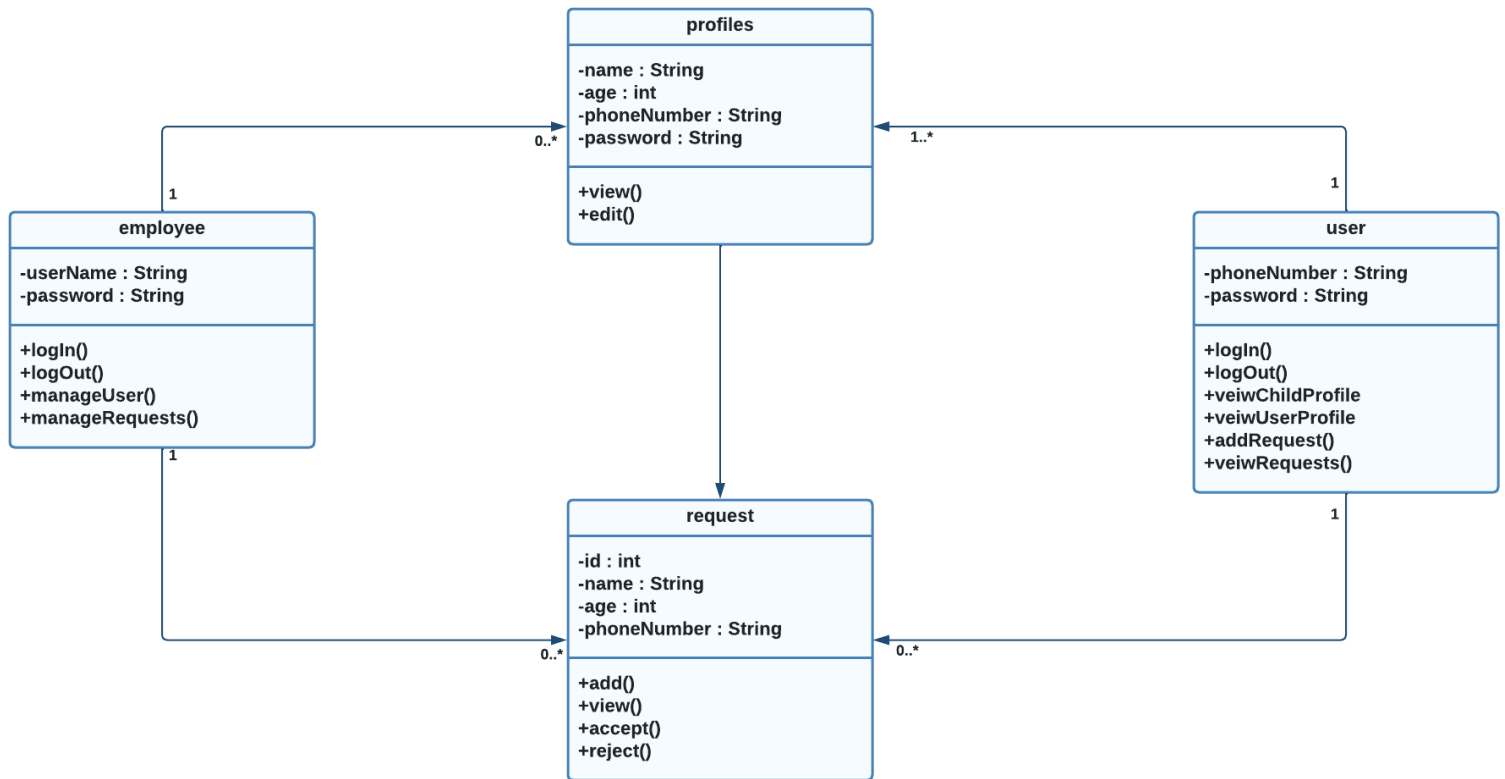 profiles
-name : String
-age : int
-phoneNumber : String
-password : String
+view()
+edit()
0..*
1..*
1
1
employee
-userName : String
-password : String
+logIn()
+logOut()
+manageUser()
+manageRequests()
user
-phoneNumber : String
-password : String
+logIn()
+logOut()
+veiwChildProfile
+veiwUserProfile
+addRequest()
+veiwRequests()
1
1
request
-id : int
-name : String
-age : int
-phoneNumber : String
+add()
+view()
+accept()
+reject()
0..*
0..*